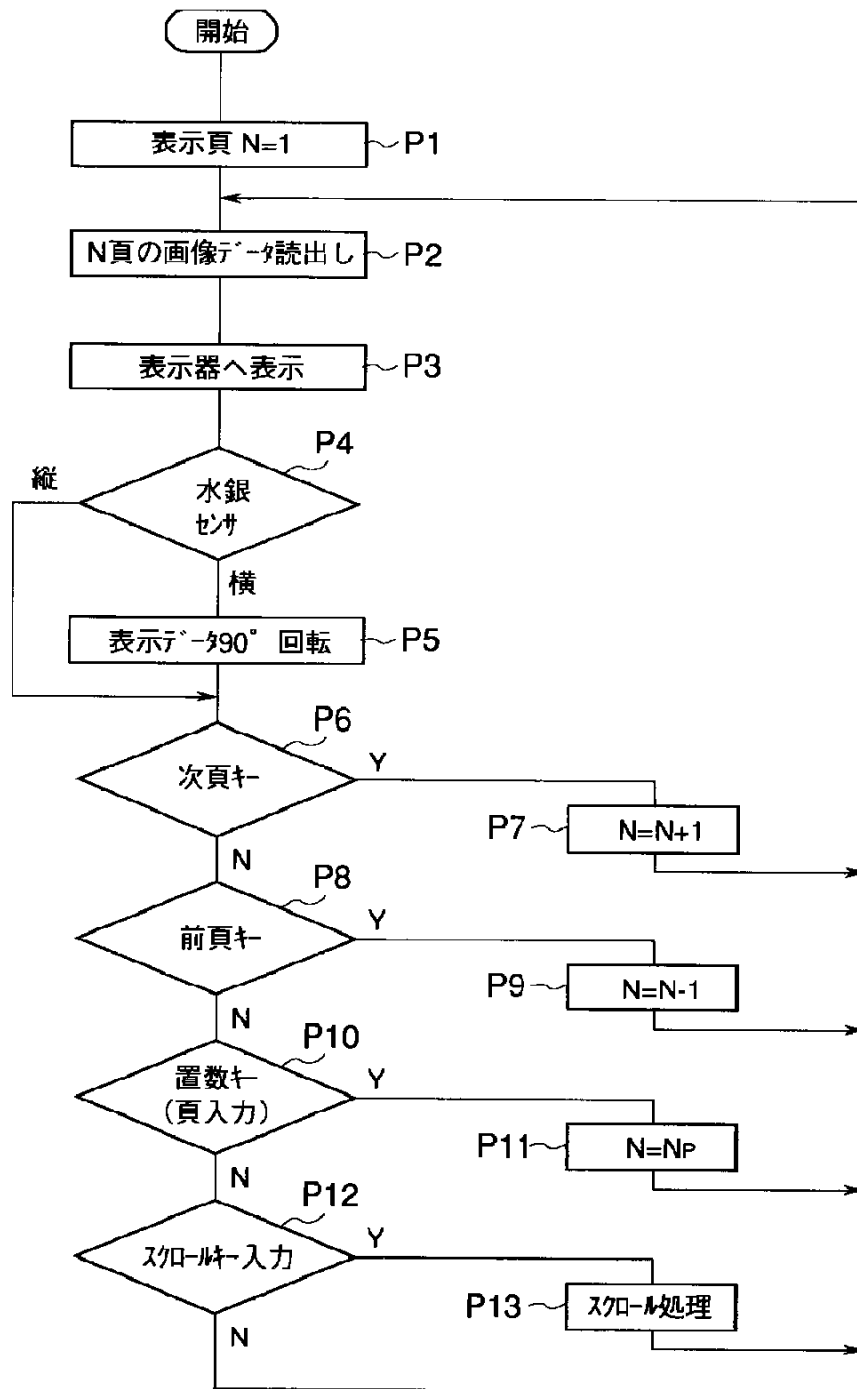 開始
表示頁 N=1
P1
N頁の画像ﾃﾞｰﾀ読出し
P2
表示器へ表示
P3
P4
縦
水銀
ｾﾝｻ
横
表示ﾃﾞｰﾀ90° 回転
P5
P6
次頁ｷｰ
Y
P7
N=N+1
N
P8
前頁ｷｰ
Y
P9
N=N-1
N
P10
置数ｷｰ
(頁入力)
Y
P11
N=NP
N
P12
ｽｸﾛｰﾙｷｰ入力
Y
P13
ｽｸﾛｰﾙ処理
N